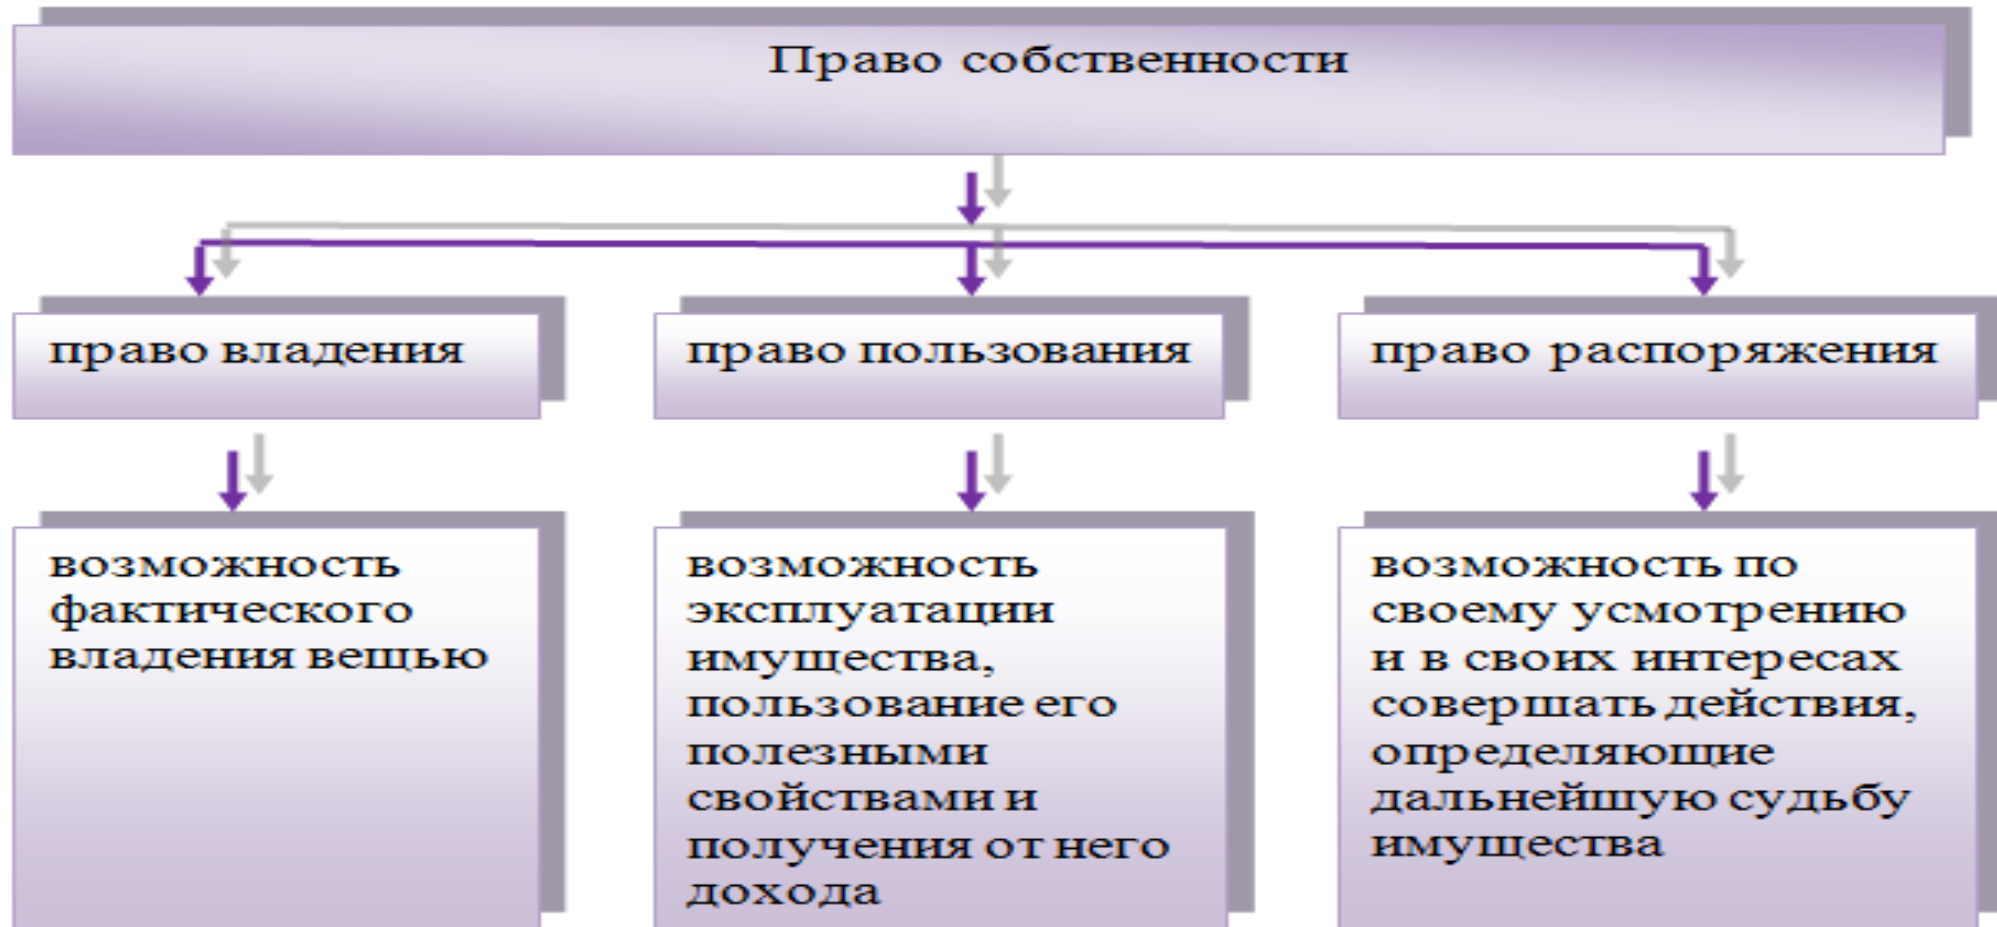 Право собственности
право владения
право пользования
право распоряжения
возможность
фактического
владения вещью
возможность
эксплуатации
имущества,
пользование его
полезными
свойствами и
получения от него
дохода
возможность по
своему усмотрению
и в своих интересах
совершать действия,
определяющие
дальнейшую судьбу
имущества